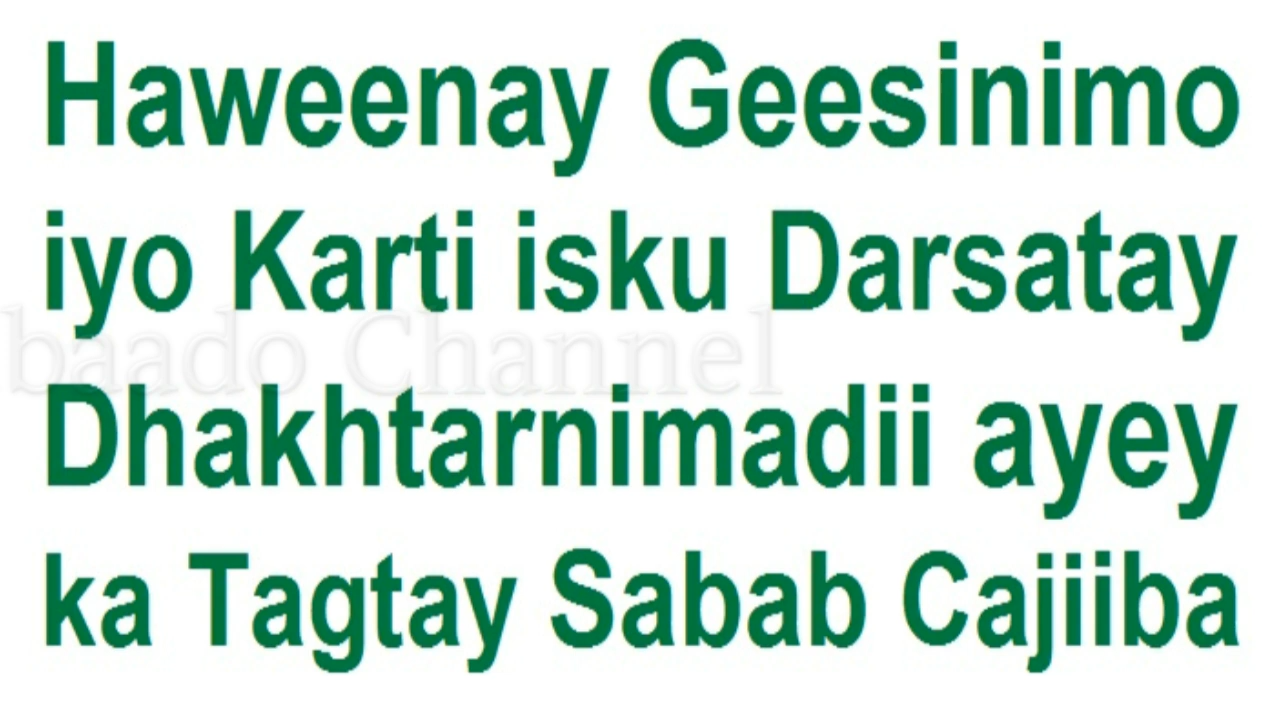 Haweenay Geesinimo
iyo Karti isku Darsatay
baado Channel
Dhakhtarnimadii ayey
ka Tagtay Sabab Cajiiba